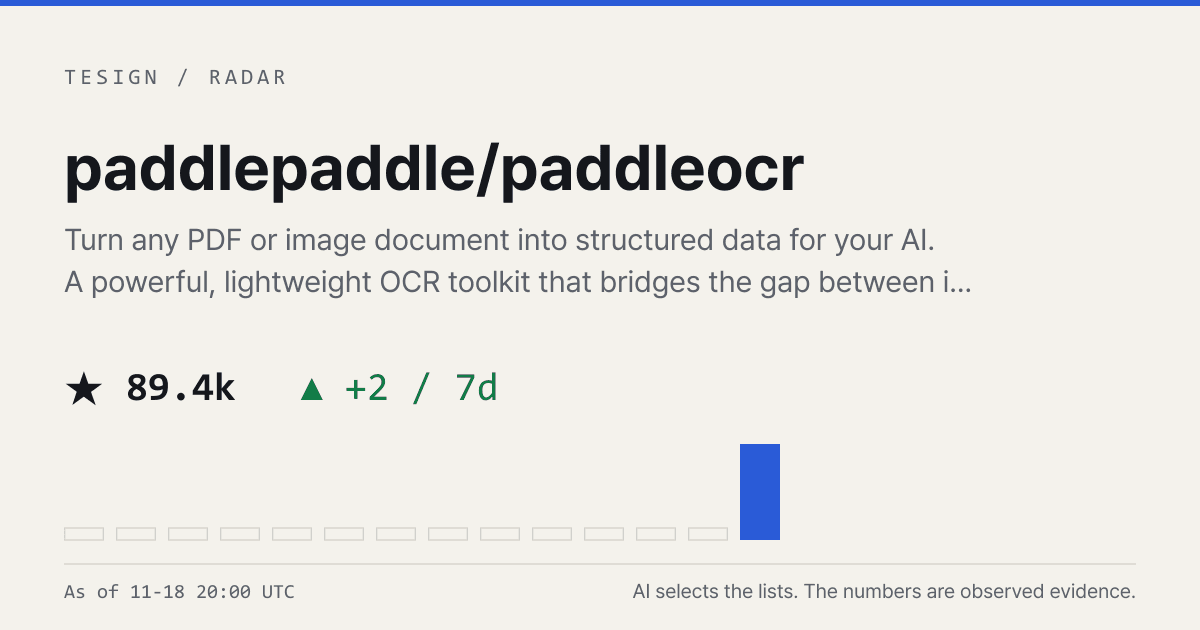 TESIGN / RADAR
paddlepaddle/paddleocr
Turn any PDF or image document into structured data for your AI.
A powerful, lightweight OCR toolkit that bridges the gap between i…
★ 89.4k ▲ +2 / 7d
As of 11-18 20:00 UTC
AI selects the lists. The numbers are observed evidence.